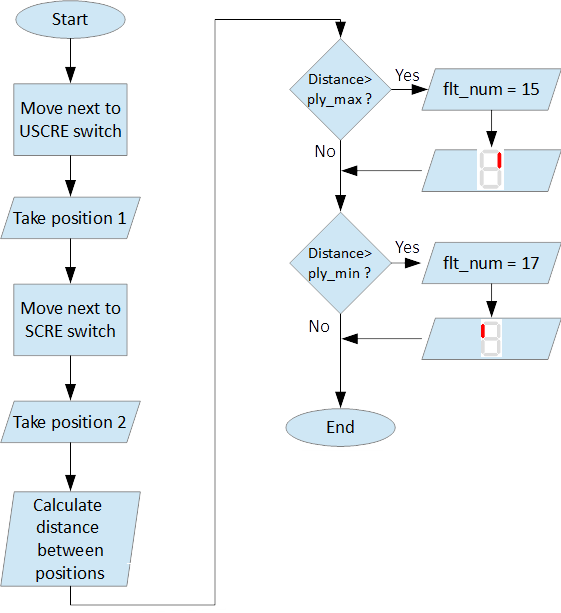 Start
Move next to
USCRE switch
Take position 1
Move next to
SCRE switch
Take position 2
Calculate
distance
between
positions
Distance>
ply_max ?
Yes
flt_num = 15
No
Distance>
ply_min ?
Yes
flt_num = 17
No
End